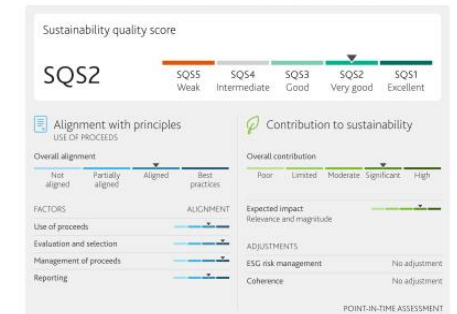 Sustainability quality score
SQS2
SQS5 SQS4 SQS3 SQS2 SQS1
Weak Intermediate Good Very good Excellent
Alignment with principles
USE OF PROCEEDS
Overall alignment
Not aligned Partially aligned Aligned Best practices
FACTORS ALIGNMENT
Use of proceeds
Evaluation and selection
Management of proceeds
Reporting
Contribution to sustainability
Overall contribution
Poor Limited Moderate Significant High
Expected impact
Relevance and magnitude
ADJUSTMENTS
ESG risk management No adjustment
Coherence No adjustment
POINT-IN-TIME ASSESSMENT